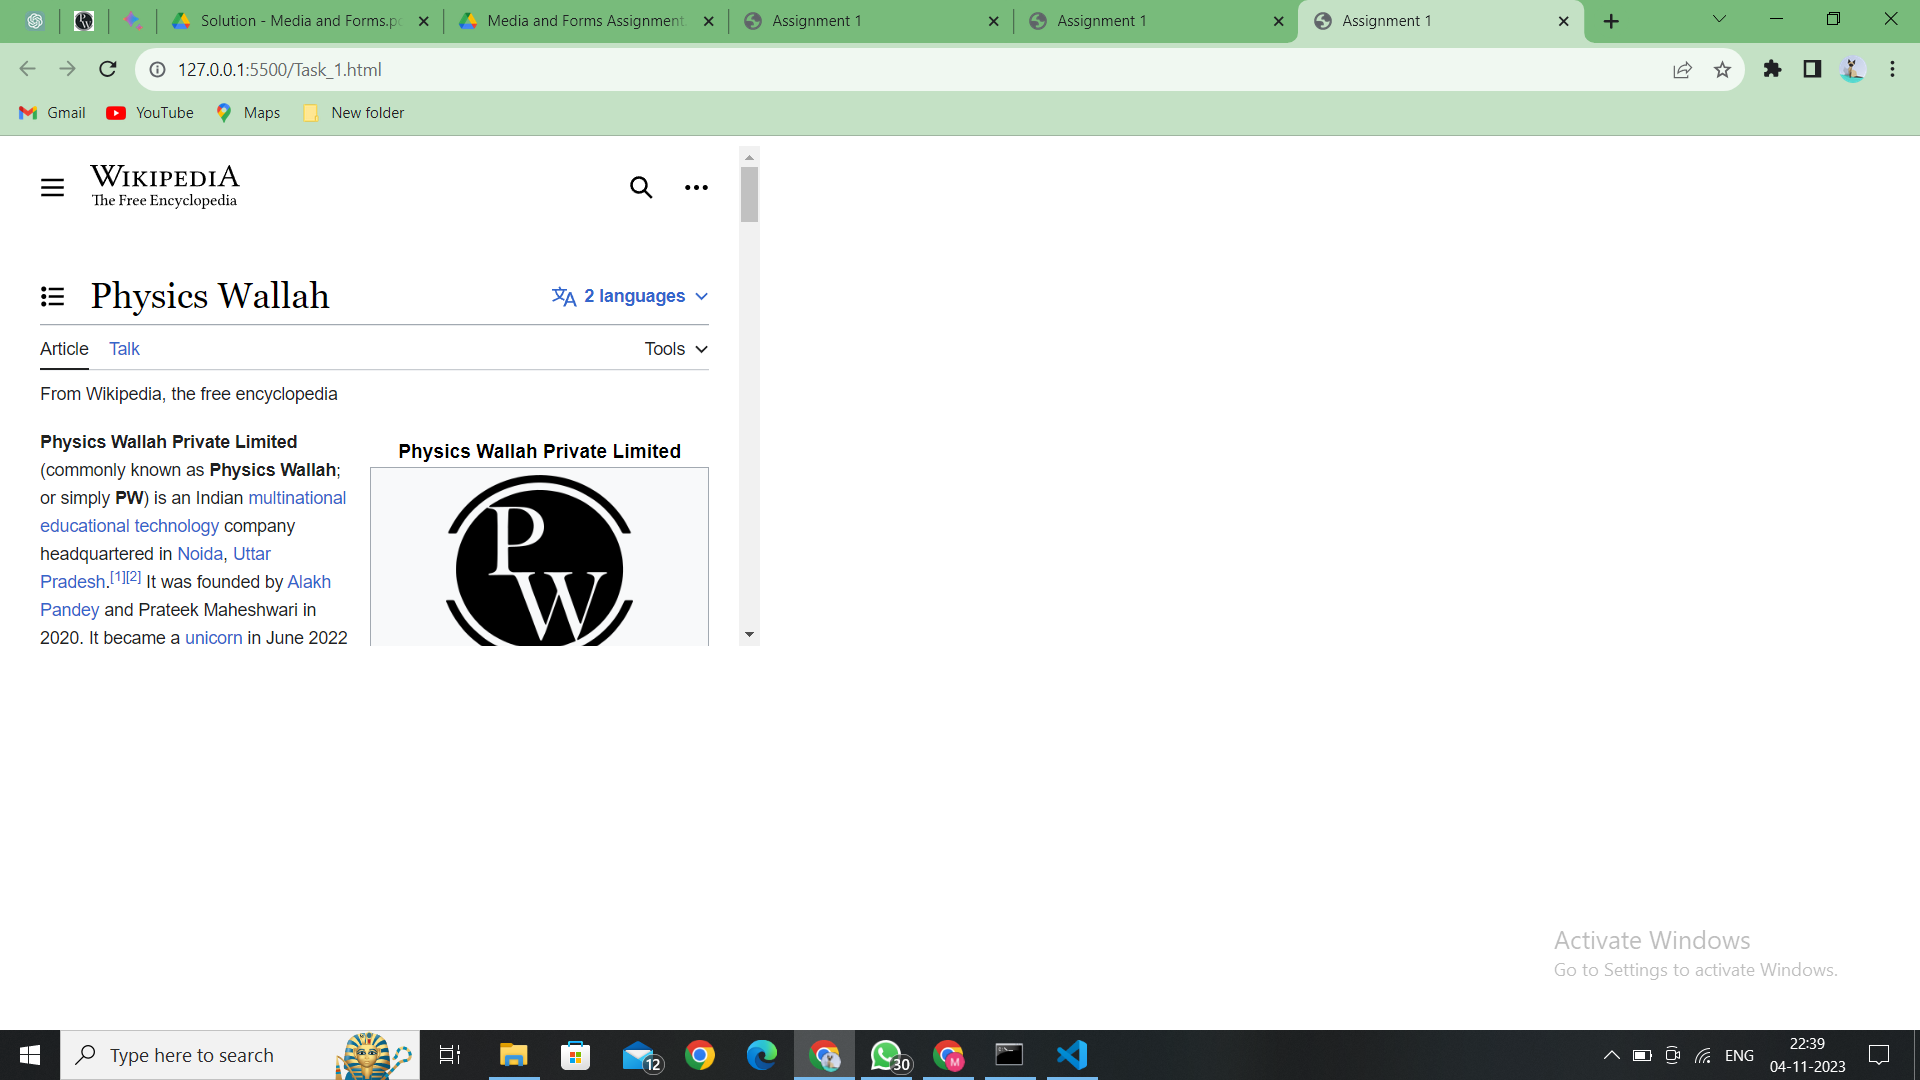 Solution - Media and Forms.pd
Media and Forms Assignment.
Assignment 1
Assignment 1
Assignment 1
127.0.0.1:5500/Task_1.html
Gmail
YouTube
Maps
New folder
WIKIPEDIA
The Free Encyclopedia
Physics Wallah
2 languages
Article
Talk
Tools
From Wikipedia, the free encyclopedia
Physics Wallah Private Limited
(commonly known as Physics Wallah;
or simply PW) is an Indian multinational
educational technology company
headquartered in Noida, Uttar
Pradesh.[1][2] It was founded by Alakh
Pandey and Prateek Maheshwari in
2020. It became a unicorn in June 2022
Physics Wallah Private Limited
PW
Activate Windows
Go to Settings to activate Windows.
Type here to search
12
30
M
ENG
22:39
04-11-2023